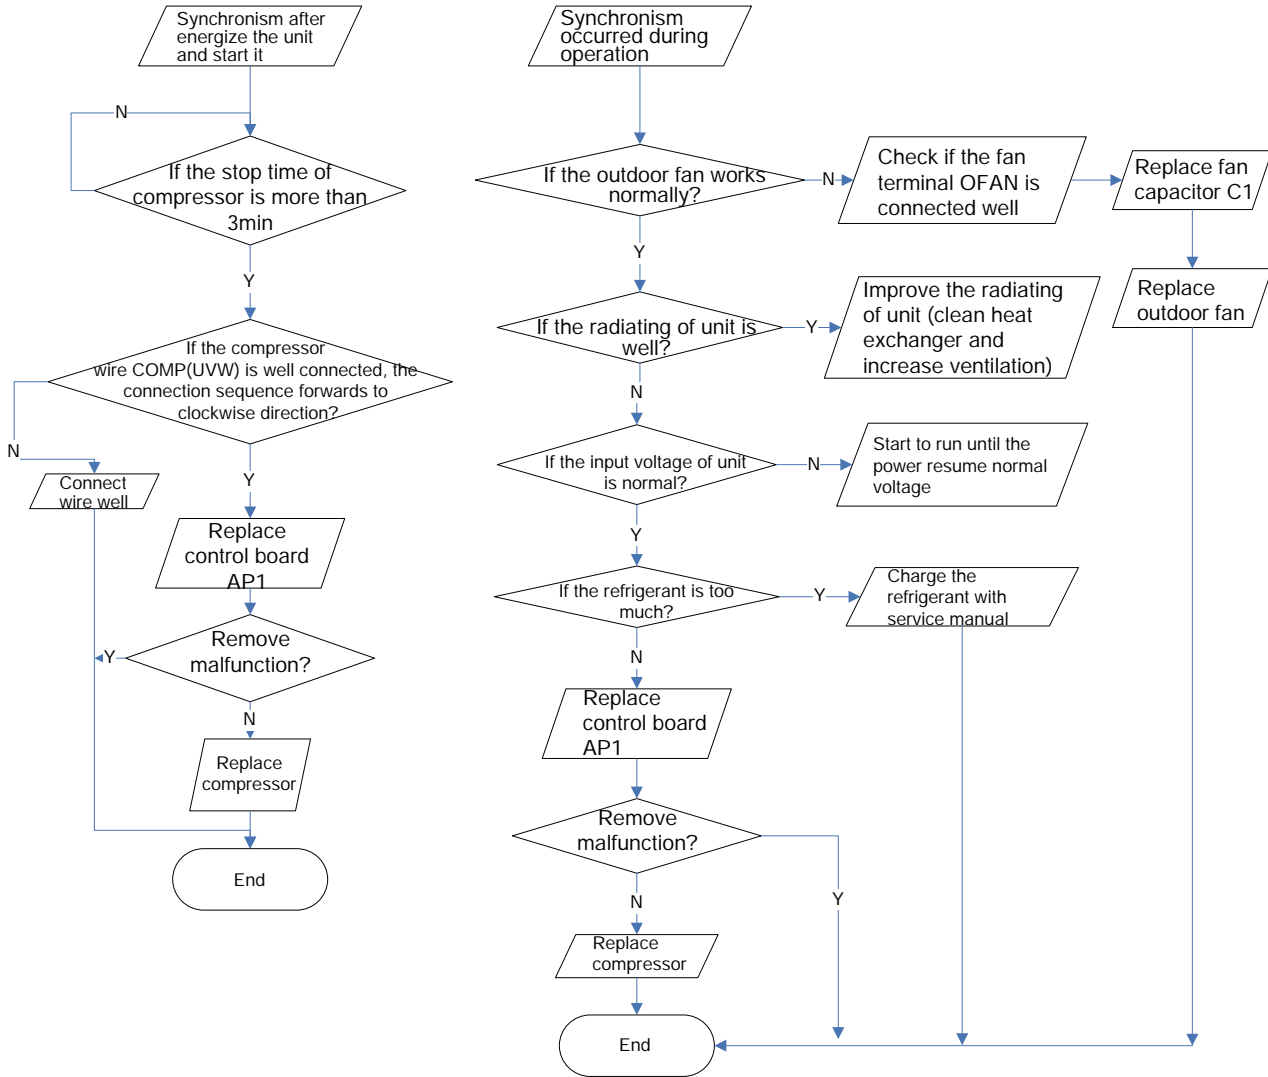 Synchronism after
energize the unit
and start it
N
If the stop time of
compressor is more than
3min
Y
If the compressor
wire COMP(UVW) is well connected, the
connection sequence forwards to
clockwise direction?
N
Connect
wire well
Y
Replace
control board
AP1
Remove
malfunction?
Y
N
Replace
compressor
End
Synchronism
occurred during
operation
If the outdoor fan works
normally?
N
Check if the fan
terminal OFAN is
connected well
Replace fan
capacitor C1
Replace
outdoor fan
Y
If the radiating of unit is
well?
Y
Improve the radiating
of unit (clean heat
exchanger and
increase ventilation)
N
If the input voltage of unit
is normal?
N
Start to run until the
power resume normal
voltage
Y
If the refrigerant is too
much?
Y
Charge the
refrigerant with
service manual
N
Replace
control board
AP1
Remove
malfunction?
Y
N
Replace
compressor
End